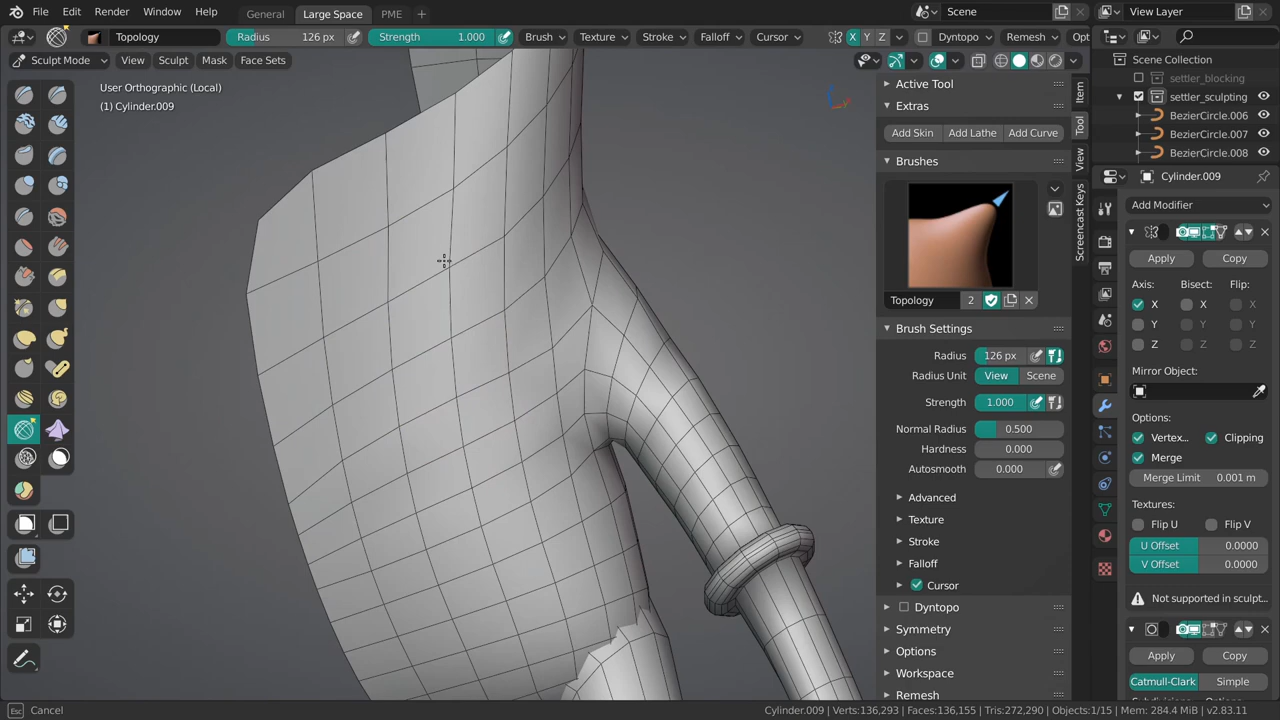 File Edit Render Window Help General Large Space PME + Scene View Layer
Topology Radius 126 px Strength 1.000 Brush Texture Stroke Falloff Cursor X Y Z Dyntopo Remesh Opt
Sculpt Mode View Sculpt Mask Face Sets
User Orthographic (Local)
(1) Cylinder.009
Active Tool
Extras
Add Skin Add Lathe Add Curve
Brushes
Topology 2
Brush Settings
Radius 126 px
Radius Unit View Scene
Strength 1.000
Normal Radius 0.500
Hardness 0.000
Autosmooth 0.000
Advanced
Texture
Stroke
Falloff
Cursor
Dyntopo
Symmetry
Options
Workspace
Remesh
Item
Tool
View
Screencast Keys
Scene Collection
settler_blocking
settler_sculpting
BezierCircle.006
BezierCircle.007
BezierCircle.008
Cylinder.009
Add Modifier
Apply Copy
Axis: Bisect: Flip:
X X X
Y Y Y
Z Z Z
Mirror Object:
Options:
Vertex... Clipping
Merge
Merge Limit 0.001 m
Textures:
Flip U Flip V
U Offset 0.0000
V Offset 0.0000
Not supported in sculpt...
Apply Copy
Catmull-Clark Simple
Esc Cancel
Cylinder.009 | Verts:136,293 | Faces:136,155 | Tris:272,290 | Objects:1/15 | Mem: 284.4 MiB | v2.83.11